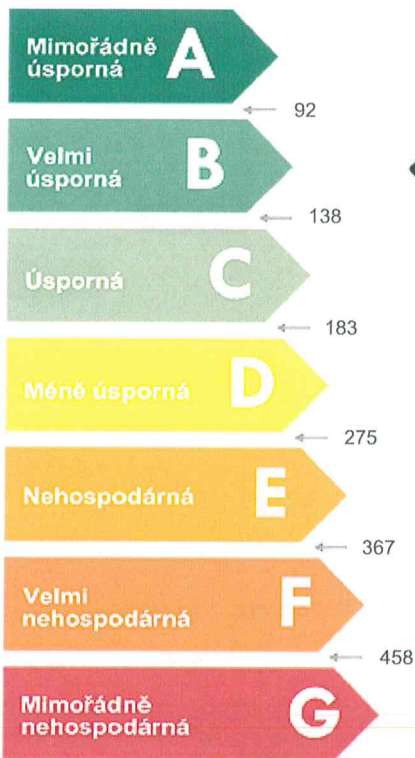 Mimořádně
úsporná
A
92
Velmi
úsporná
B
138
Úsporná
C
183
Méně úsporná
D
275
Nehospodárná
E
367
Velmi
nehospodárná
F
458
Mimořádně
nehospodárná
G